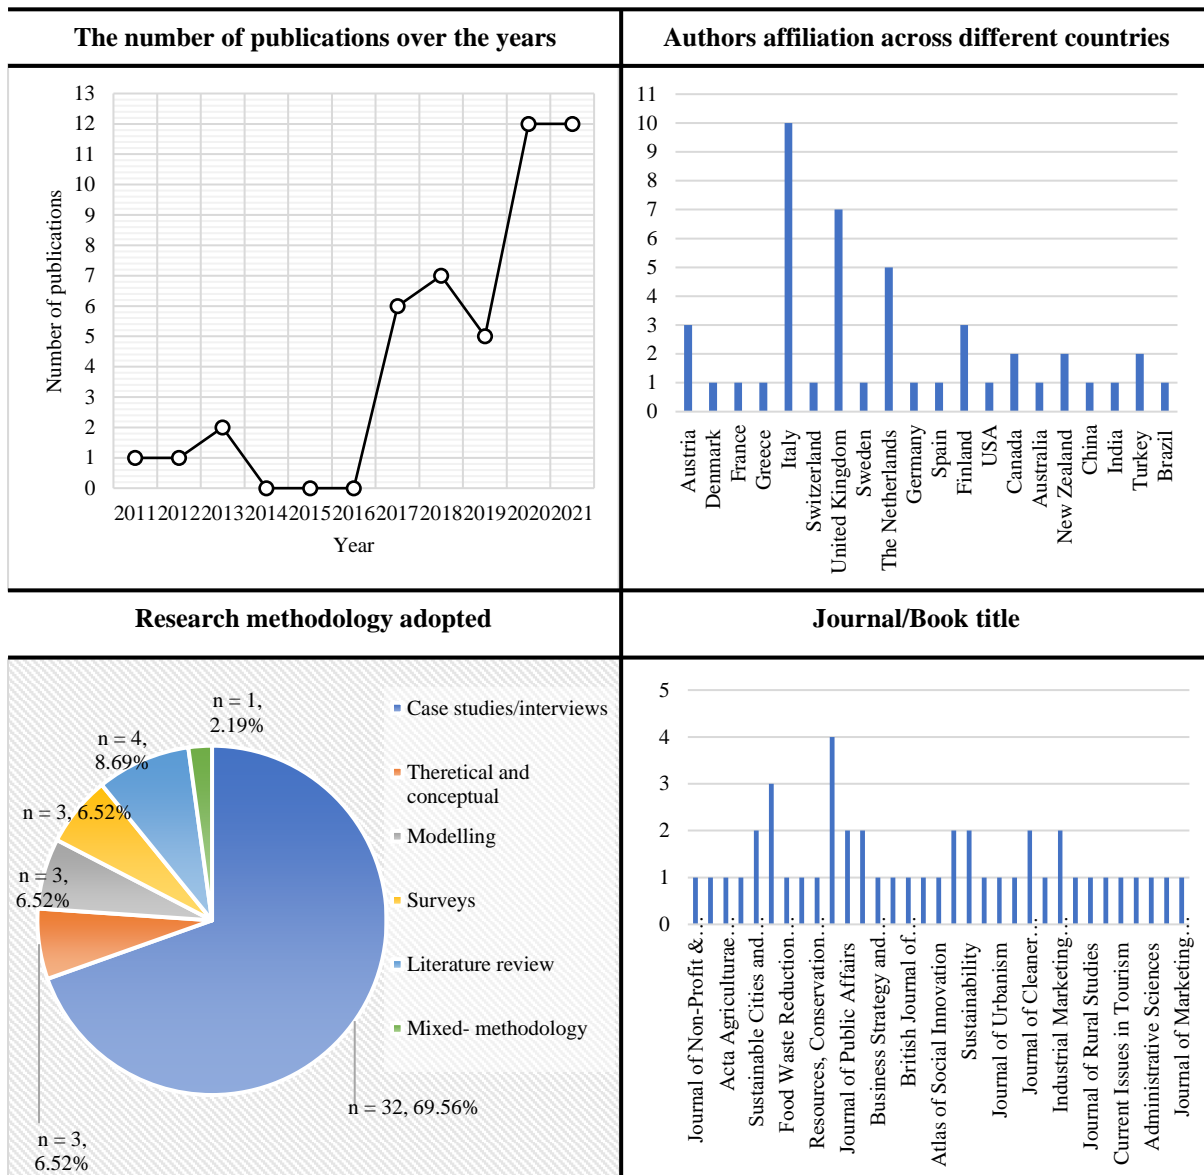 The number of publications over the years
Authors affiliation across different countries
13
12
11
10
9
8
7
6
5
4
3
2
1
0
Number of publications
2011 2012 2013 2014 2015 2016 2017 2018 2019 2020 2021
Year
11
10
9
8
7
6
5
4
3
2
1
0
Austria
Denmark
France
Greece
Italy
Switzerland
United Kingdom
Sweden
The Netherlands
Germany
Spain
Finland
USA
Canada
Australia
New Zealand
China
India
Turkey
Brazil
Research methodology adopted
Journal/Book title
n = 1,
2.19%
n = 4,
8.69%
n = 3, 6.52%
n = 3,
6.52%
n = 3,
6.52%
n = 32, 69.56%
Case studies/interviews
Theretical and
conceptual
Modelling
Surveys
Literature review
Mixed- methodology
5
4
3
2
1
0
Journal of Non-Profit &…
Acta Agriculturae…
Sustainable Cities and…
Food Waste Reduction…
Resources, Conservation…
Journal of Public Affairs
Business Strategy and…
British Journal of…
Atlas of Social Innovation
Sustainability
Journal of Urbanism
Journal of Cleaner…
Industrial Marketing…
Journal of Rural Studies
Current Issues in Tourism
Administrative Sciences
Journal of Marketing…